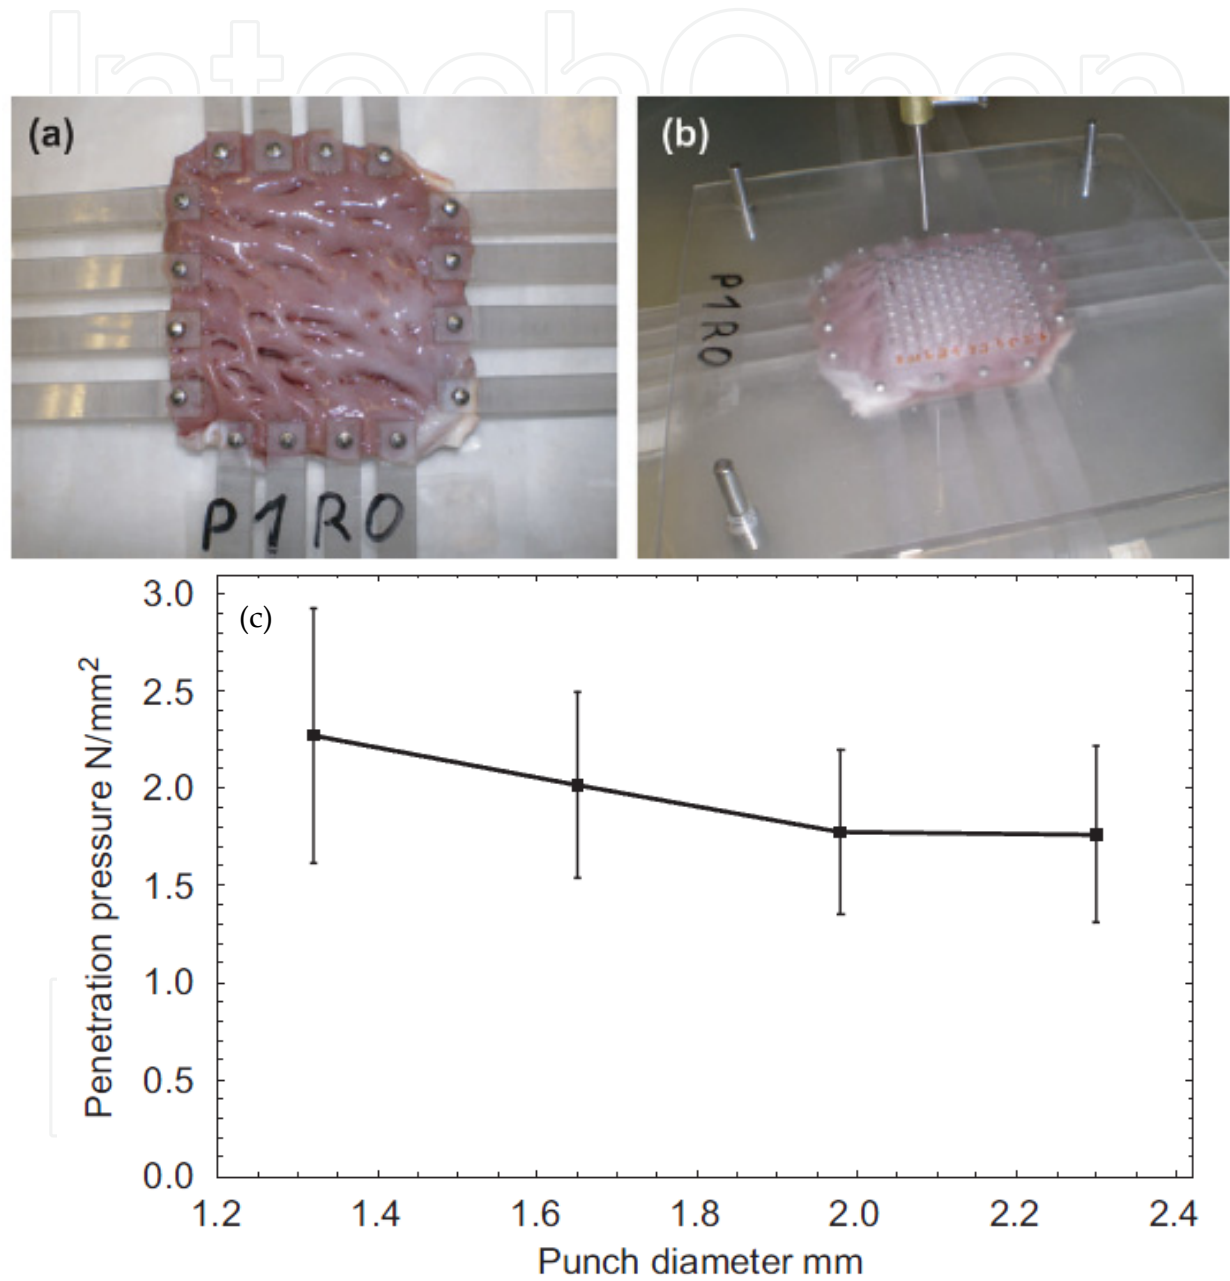 IntechOpen
(a)
(b)
P1R0
P1R0
(c)
3.0
2.5
2.0
1.5
1.0
0.5
0.0
Penetration pressure N/mm²
1.2 1.4 1.6 1.8 2.0 2.2 2.4
Punch diameter mm